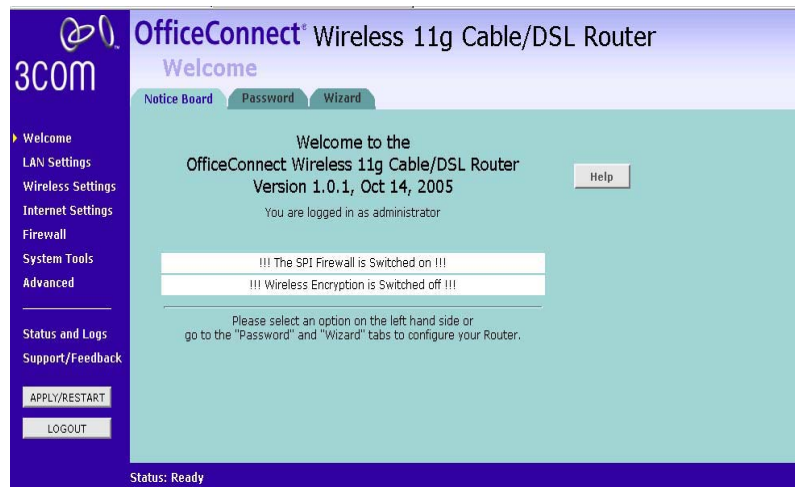 3COM
OfficeConnect® Wireless 11g Cable/DSL Router
Welcome
Notice Board
Password
Wizard
Welcome
LAN Settings
Wireless Settings
Internet Settings
Firewall
System Tools
Advanced
Status and Logs
Support/Feedback
APPLY/RESTART
LOGOUT
Welcome to the
OfficeConnect Wireless 11g Cable/DSL Router
Version 1.0.1, Oct 14, 2005
You are logged in as administrator
Help
!!! The SPI Firewall is Switched on !!!
!!! Wireless Encryption is Switched off !!!
Please select an option on the left hand side or
go to the "Password" and "Wizard" tabs to configure your Router.
Status: Ready